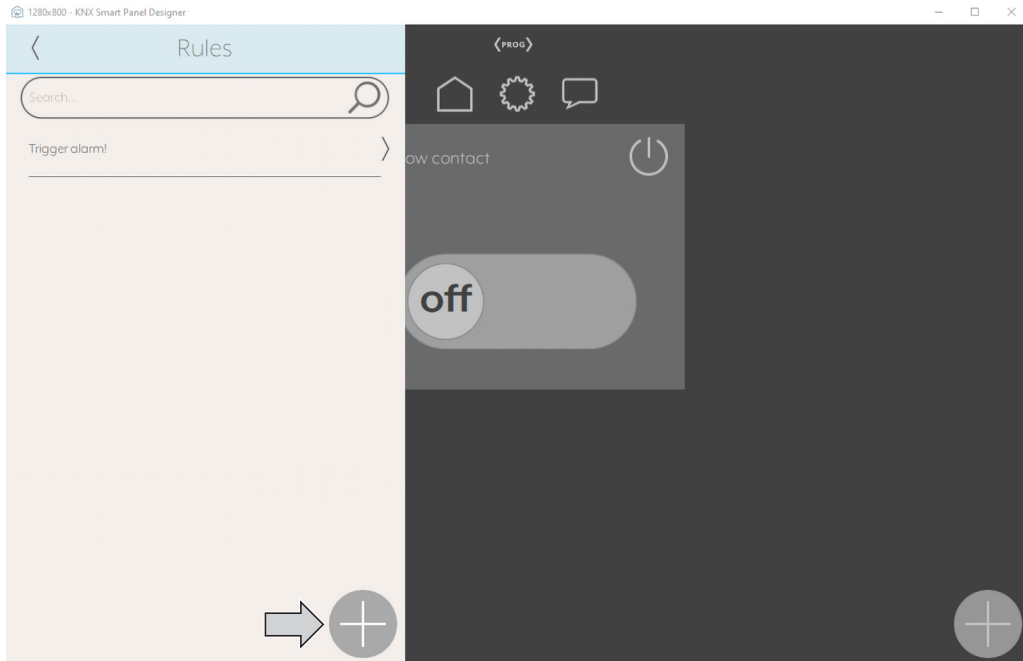 1280x800 - KNX Smart Panel Designer
Rules
Search...
Trigger alarm!
PROG
ow contact
off